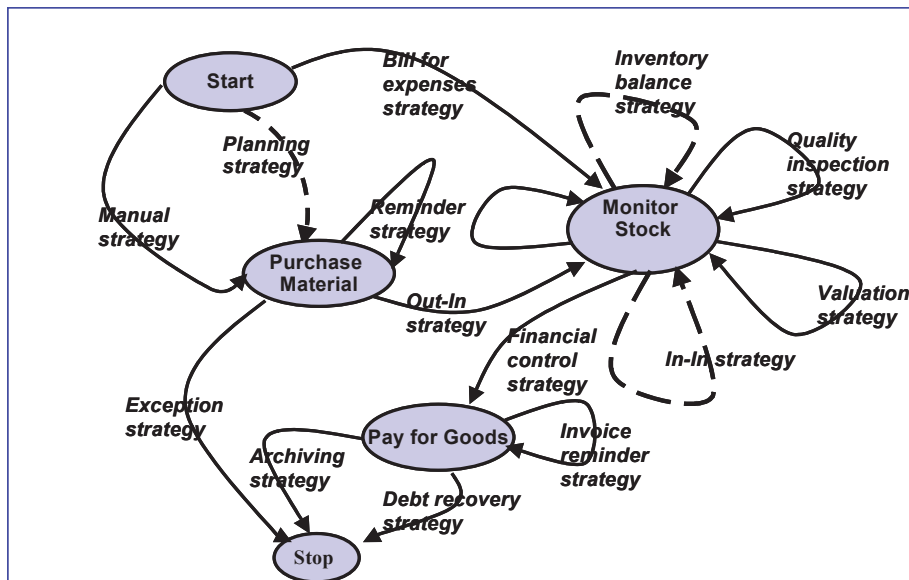 Start
Bill for
expenses
strategy
Inventory
balance
strategy
Planning
strategy
Quality
inspection
strategy
Manual
strategy
Reminder
strategy
Monitor
Stock
Purchase
Material
Out-In
strategy
Valuation
strategy
Financial
control
strategy
In-In strategy
Exception
strategy
Pay for Goods
Invoice
reminder
strategy
Archiving
strategy
Debt recovery
strategy
Stop